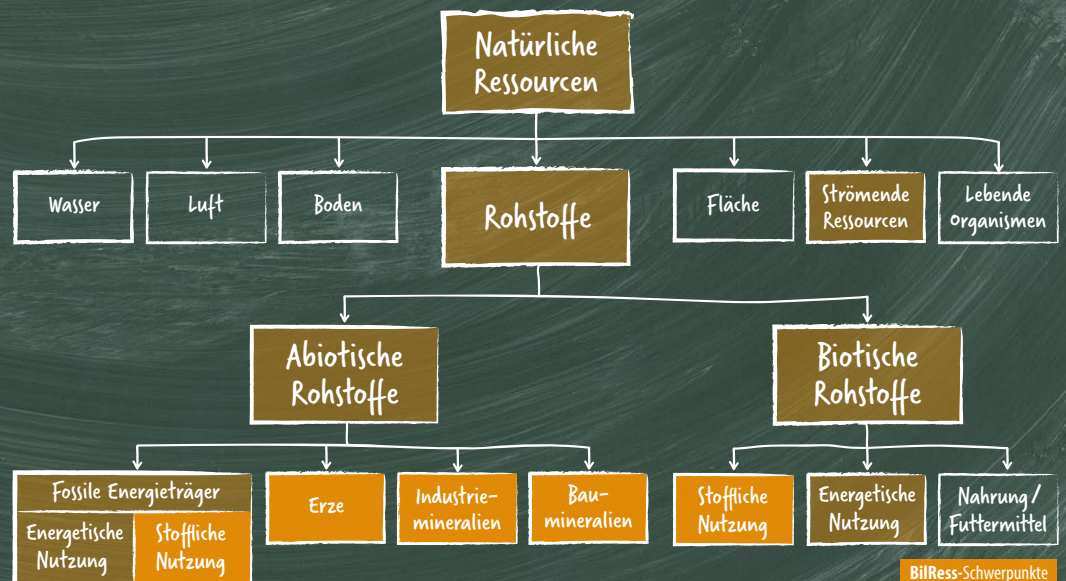 Natürliche
Ressourcen
Wasser
Luft
Boden
Rohstoffe
Fläche
Strömende
Ressourcen
Lebende
Organismen
Abiotische
Rohstoffe
Biotische
Rohstoffe
Fossile Energieträger
Energetische
Nutzung
Stoffliche
Nutzung
Erze
Industrie-
mineralien
Bau-
mineralien
Stoffliche
Nutzung
Energetische
Nutzung
Nahrung/
Futtermittel
BilRess-Schwerpunkte